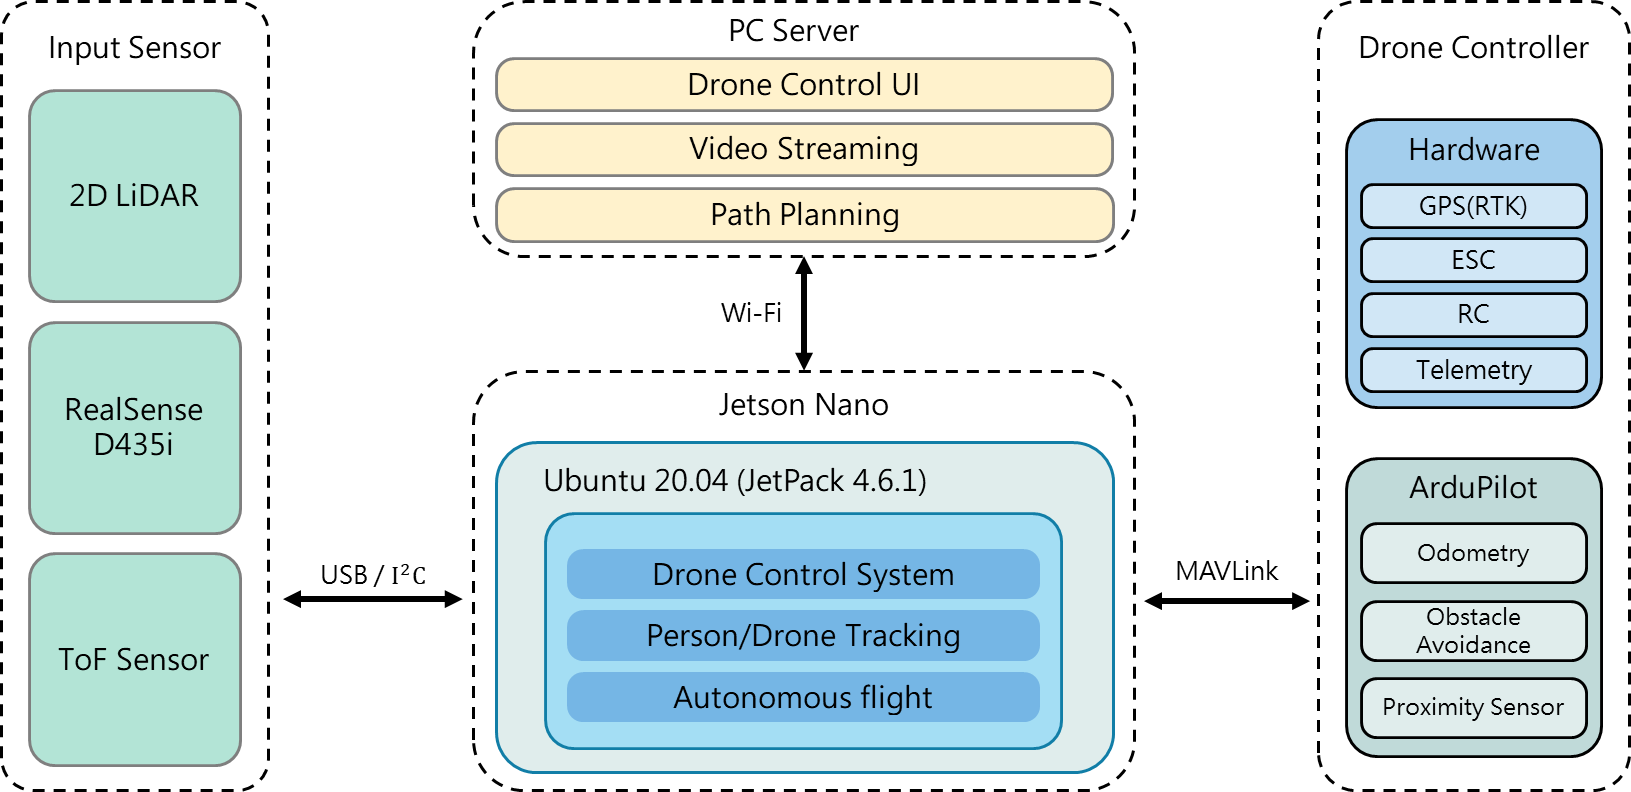 Input Sensor
2D LiDAR
RealSense
D435i
ToF Sensor
USB / I²C
PC Server
Drone Control UI
Video Streaming
Path Planning
Wi-Fi
Jetson Nano
Ubuntu 20.04 (JetPack 4.6.1)
Drone Control System
Person/Drone Tracking
Autonomous flight
MAVLink
Drone Controller
Hardware
GPS(RTK)
ESC
RC
Telemetry
ArduPilot
Odometry
Obstacle
Avoidance
Proximity Sensor